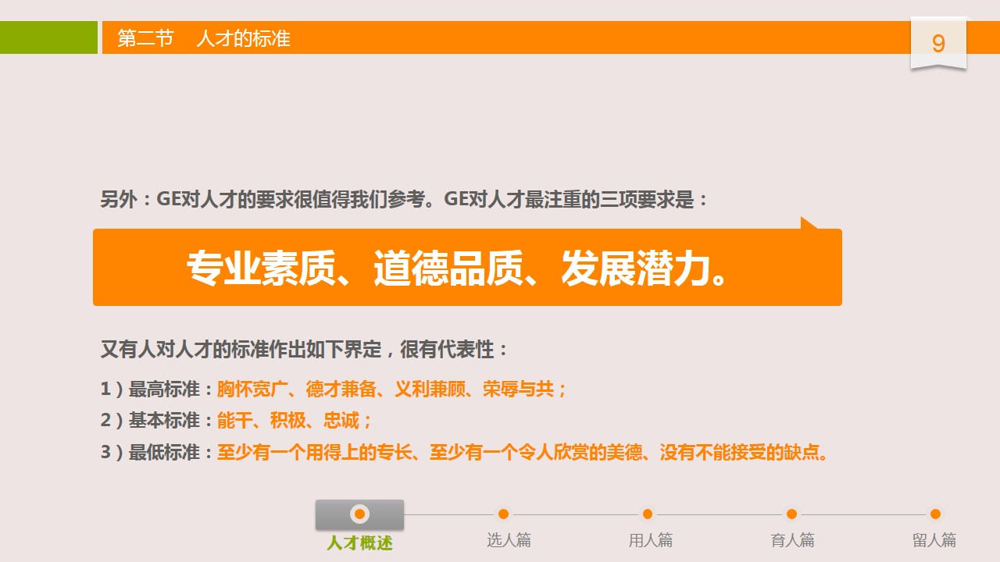 第二节 人才的标准
9
另外：GE对人才的要求很值得我们参考。GE对人才最注重的三项要求是：
专业素质、道德品质、发展潜力。
又有人对人才的标准作出如下界定，很有代表性：
1）最高标准：胸怀宽广、德才兼备、义利兼顾、荣辱与共；
2）基本标准：能干、积极、忠诚；
3）最低标准：至少有一个用得上的专长、至少有一个令人欣赏的美德、没有不能接受的缺点。
人才概述
选人篇
用人篇
育人篇
留人篇